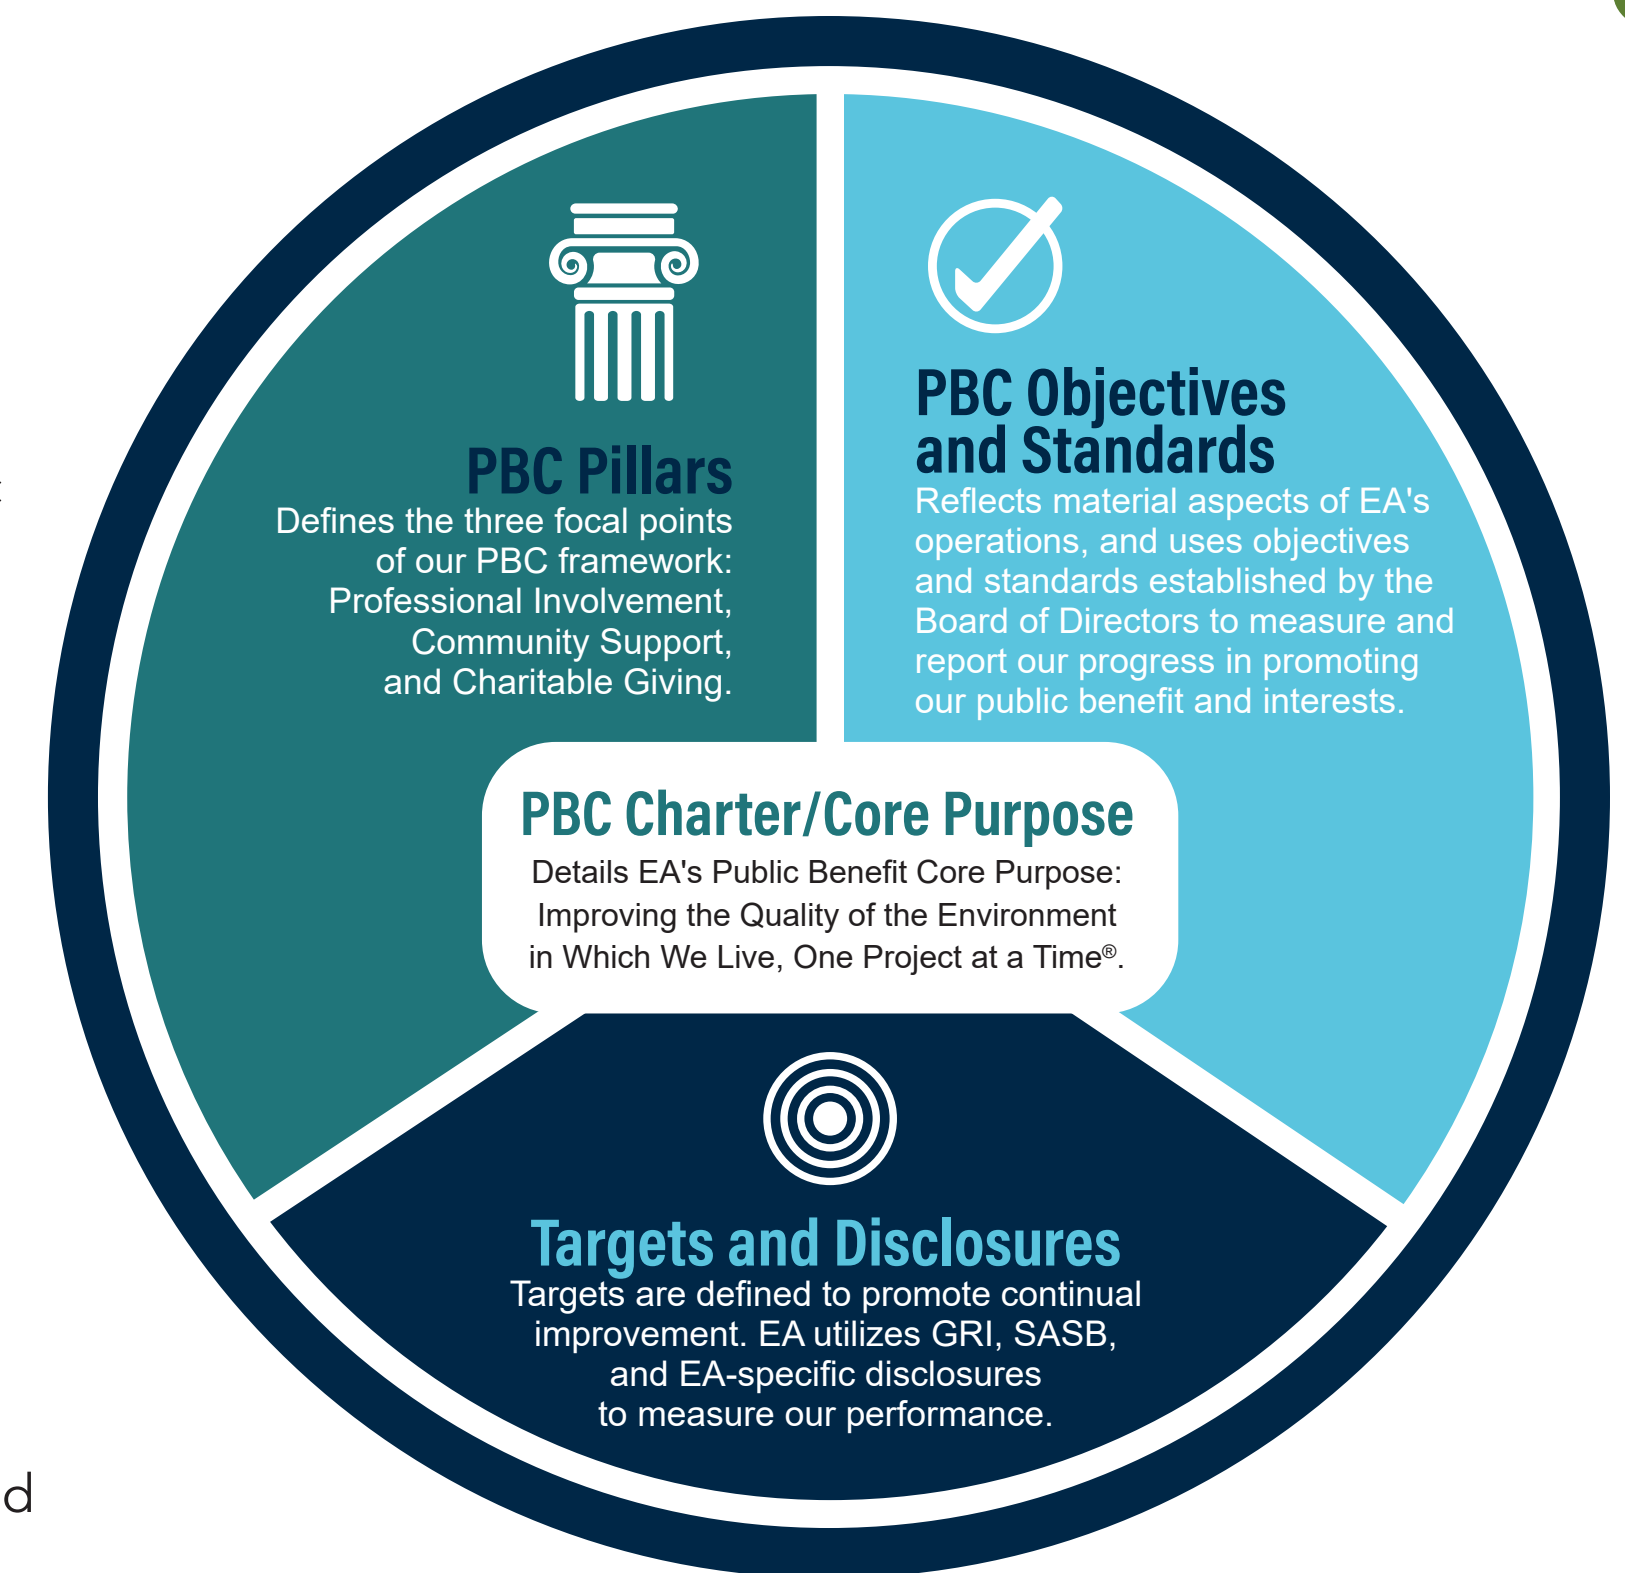 PBC Pillars
Defines the three focal points
of our PBC framework:
Professional Involvement,
Community Support,
and Charitable Giving.
PBC Objectives
and Standards
Reflects material aspects of EA's
operations, and uses objectives
and standards established by the
Board of Directors to measure and
report our progress in promoting
our public benefit and interests.
PBC Charter/Core Purpose
Details EA's Public Benefit Core Purpose:
Improving the Quality of the Environment
in Which We Live, One Project at a Time®.
Targets and Disclosures
Targets are defined to promote continual
improvement. EA utilizes GRI, SASB,
and EA-specific disclosures
to measure our performance.
d